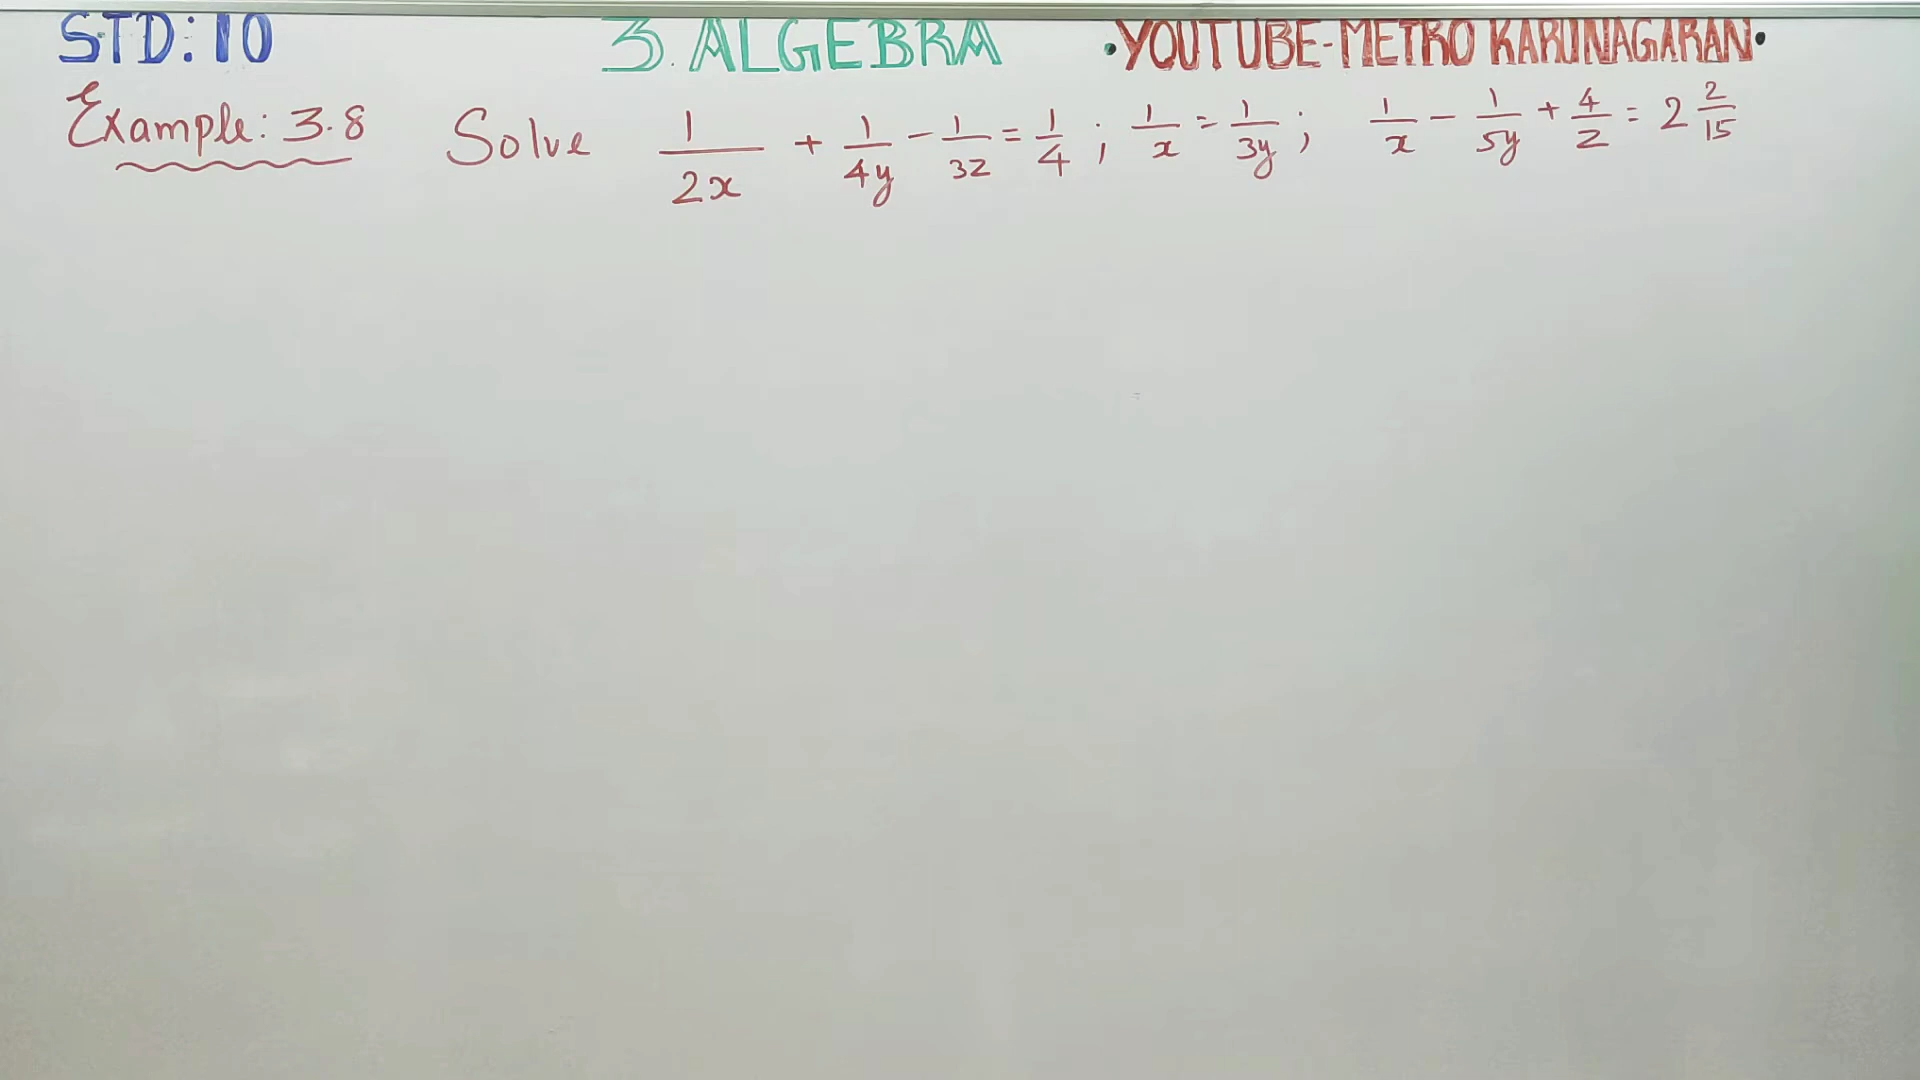 STD: 10 3. ALGEBRA •YOUTUBE-METRO KARUNAGARAN•
Example: 3.8 Solve 1/2x + 1/4y - 1/3z = 1/4 ; 1/x = 1/3y ; 1/x - 1/5y + 4/z = 2 2/15